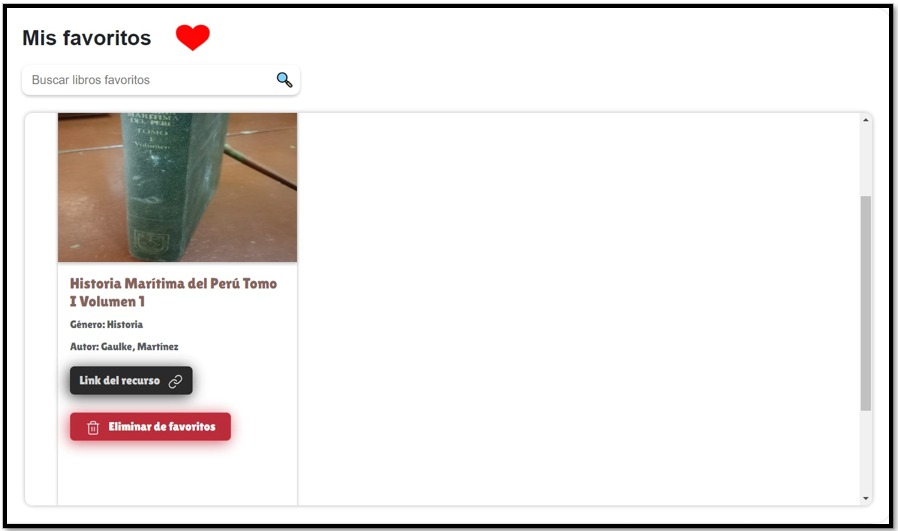 Mis favoritos
Buscar libros favoritos
MARÍTIMA
DEL PERÚ
TOMO
I
Volumen
1
Historia Marítima del Perú Tomo
I Volumen 1
Género: Historia
Autor: Gaulke, Martínez
Link del recurso
Eliminar de favoritos